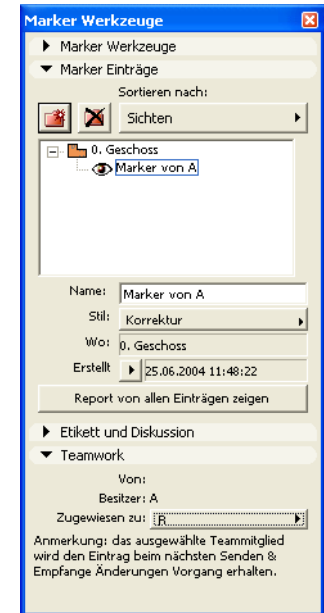 Marker Werkzeuge
Marker Werkzeuge
Marker Einträge
Sortieren nach:
Sichten
0. Geschoss
Marker von A
Name: Marker von A
Stil: Korrektur
Wo: 0. Geschoss
Erstellt 25.06.2004 11:48:22
Report von allen Einträgen zeigen
Etikett und Diskussion
Teamwork
Von:
Besitzer: A
Zugewiesen zu: R
Anmerkung: das ausgewählte Teammitglied
wird den Eintrag beim nächsten Senden &
Empfange Änderungen Vorgang erhalten.